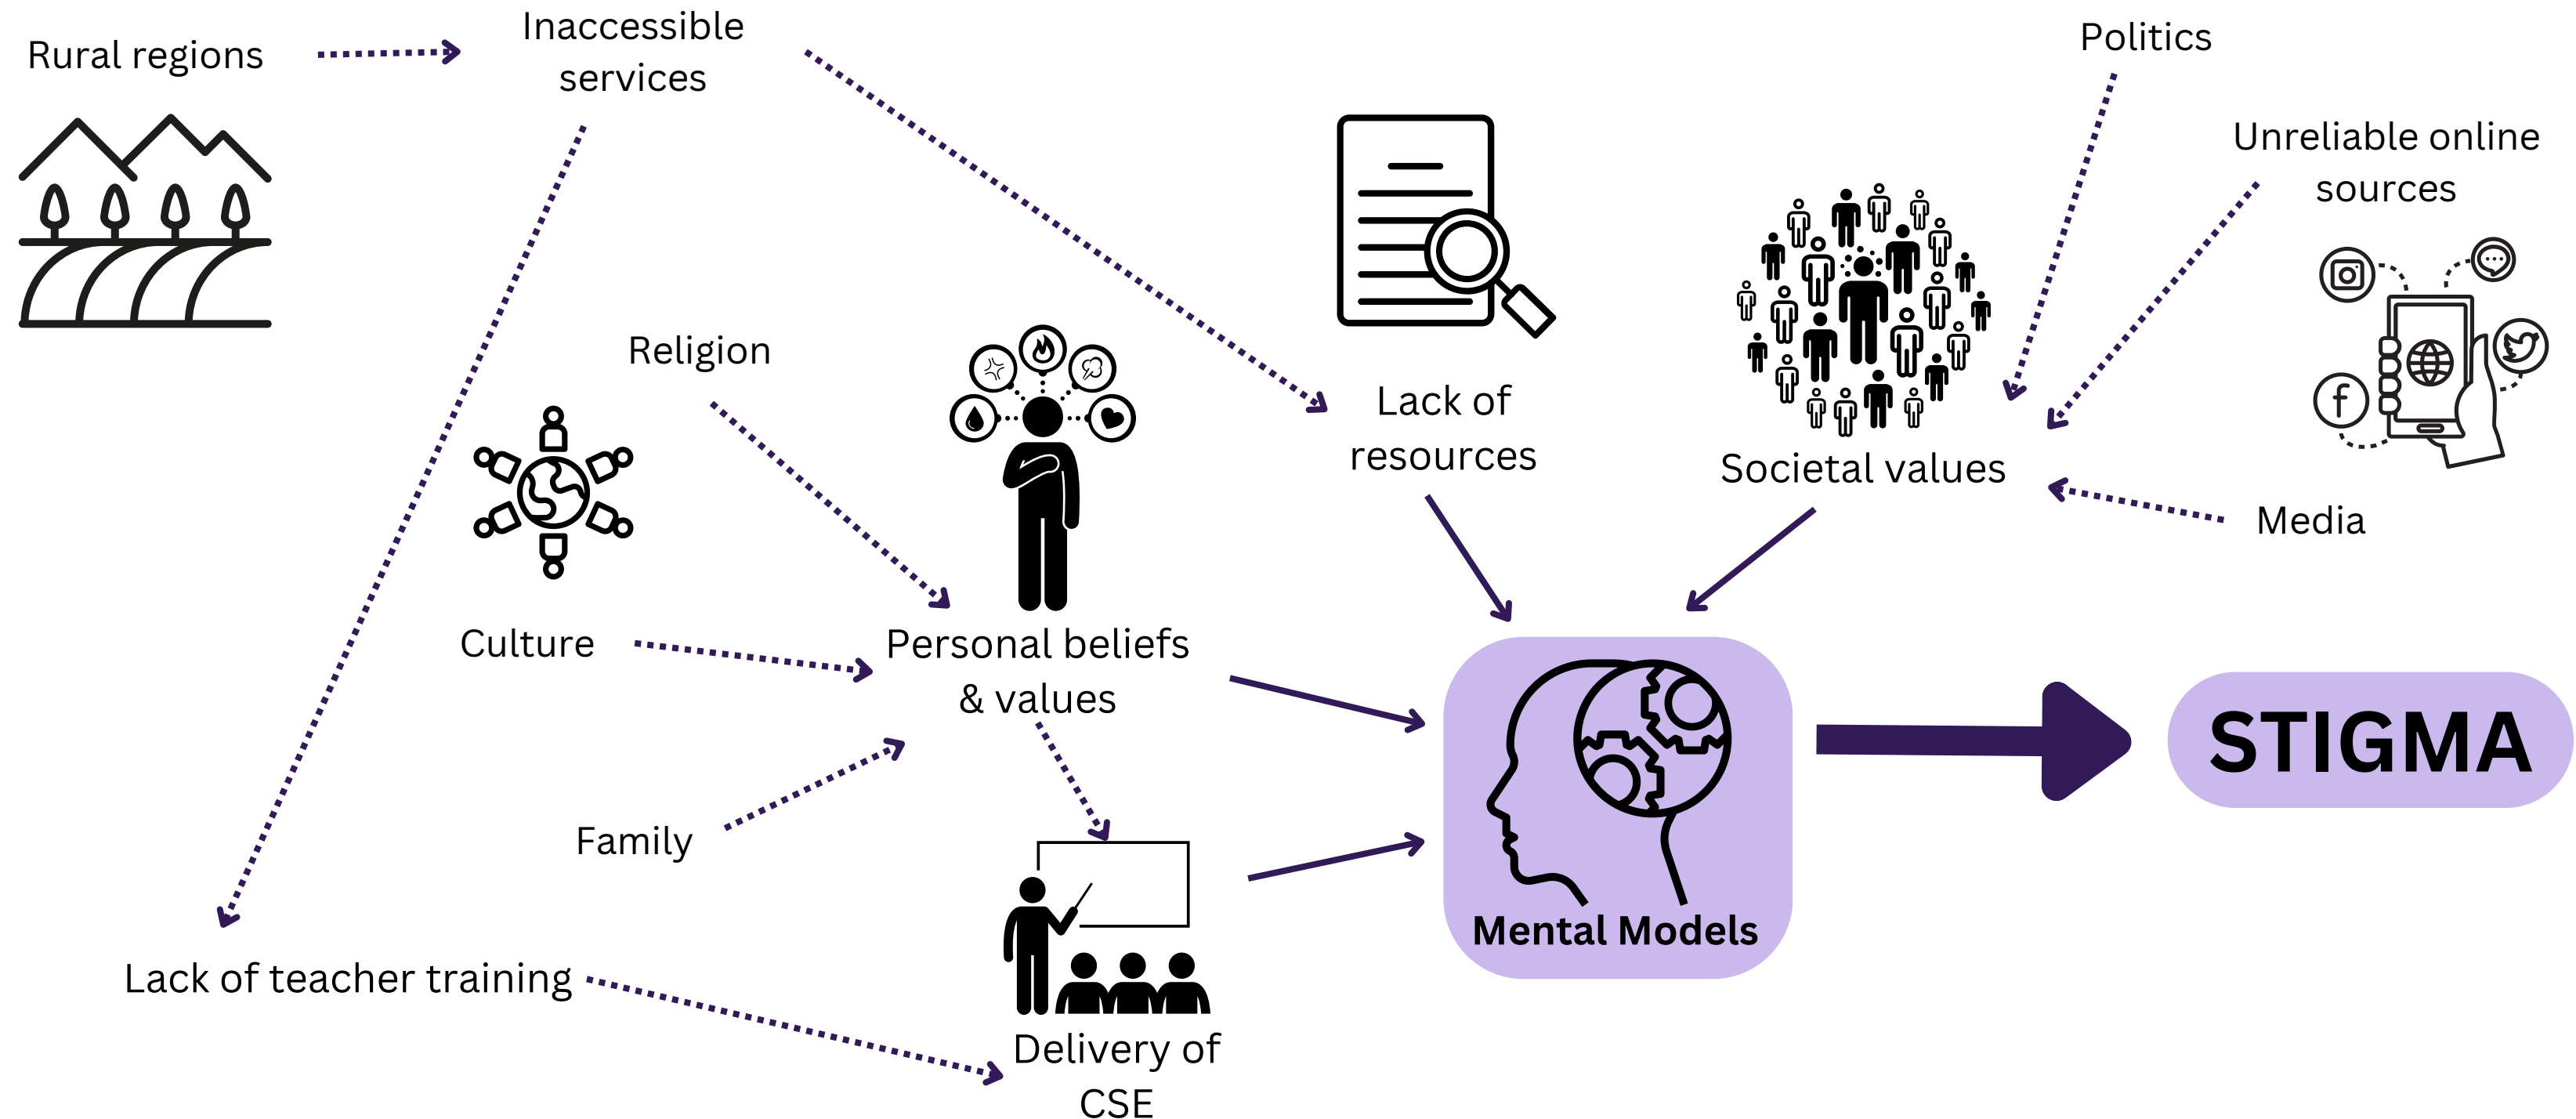 Rural regions
Inaccessible
services
Politics
Unreliable online
sources
Religion
Lack of
resources
Societal values
Media
Culture
Personal beliefs
& values
Family
STIGMA
Mental Models
Lack of teacher training
Delivery of
CSE